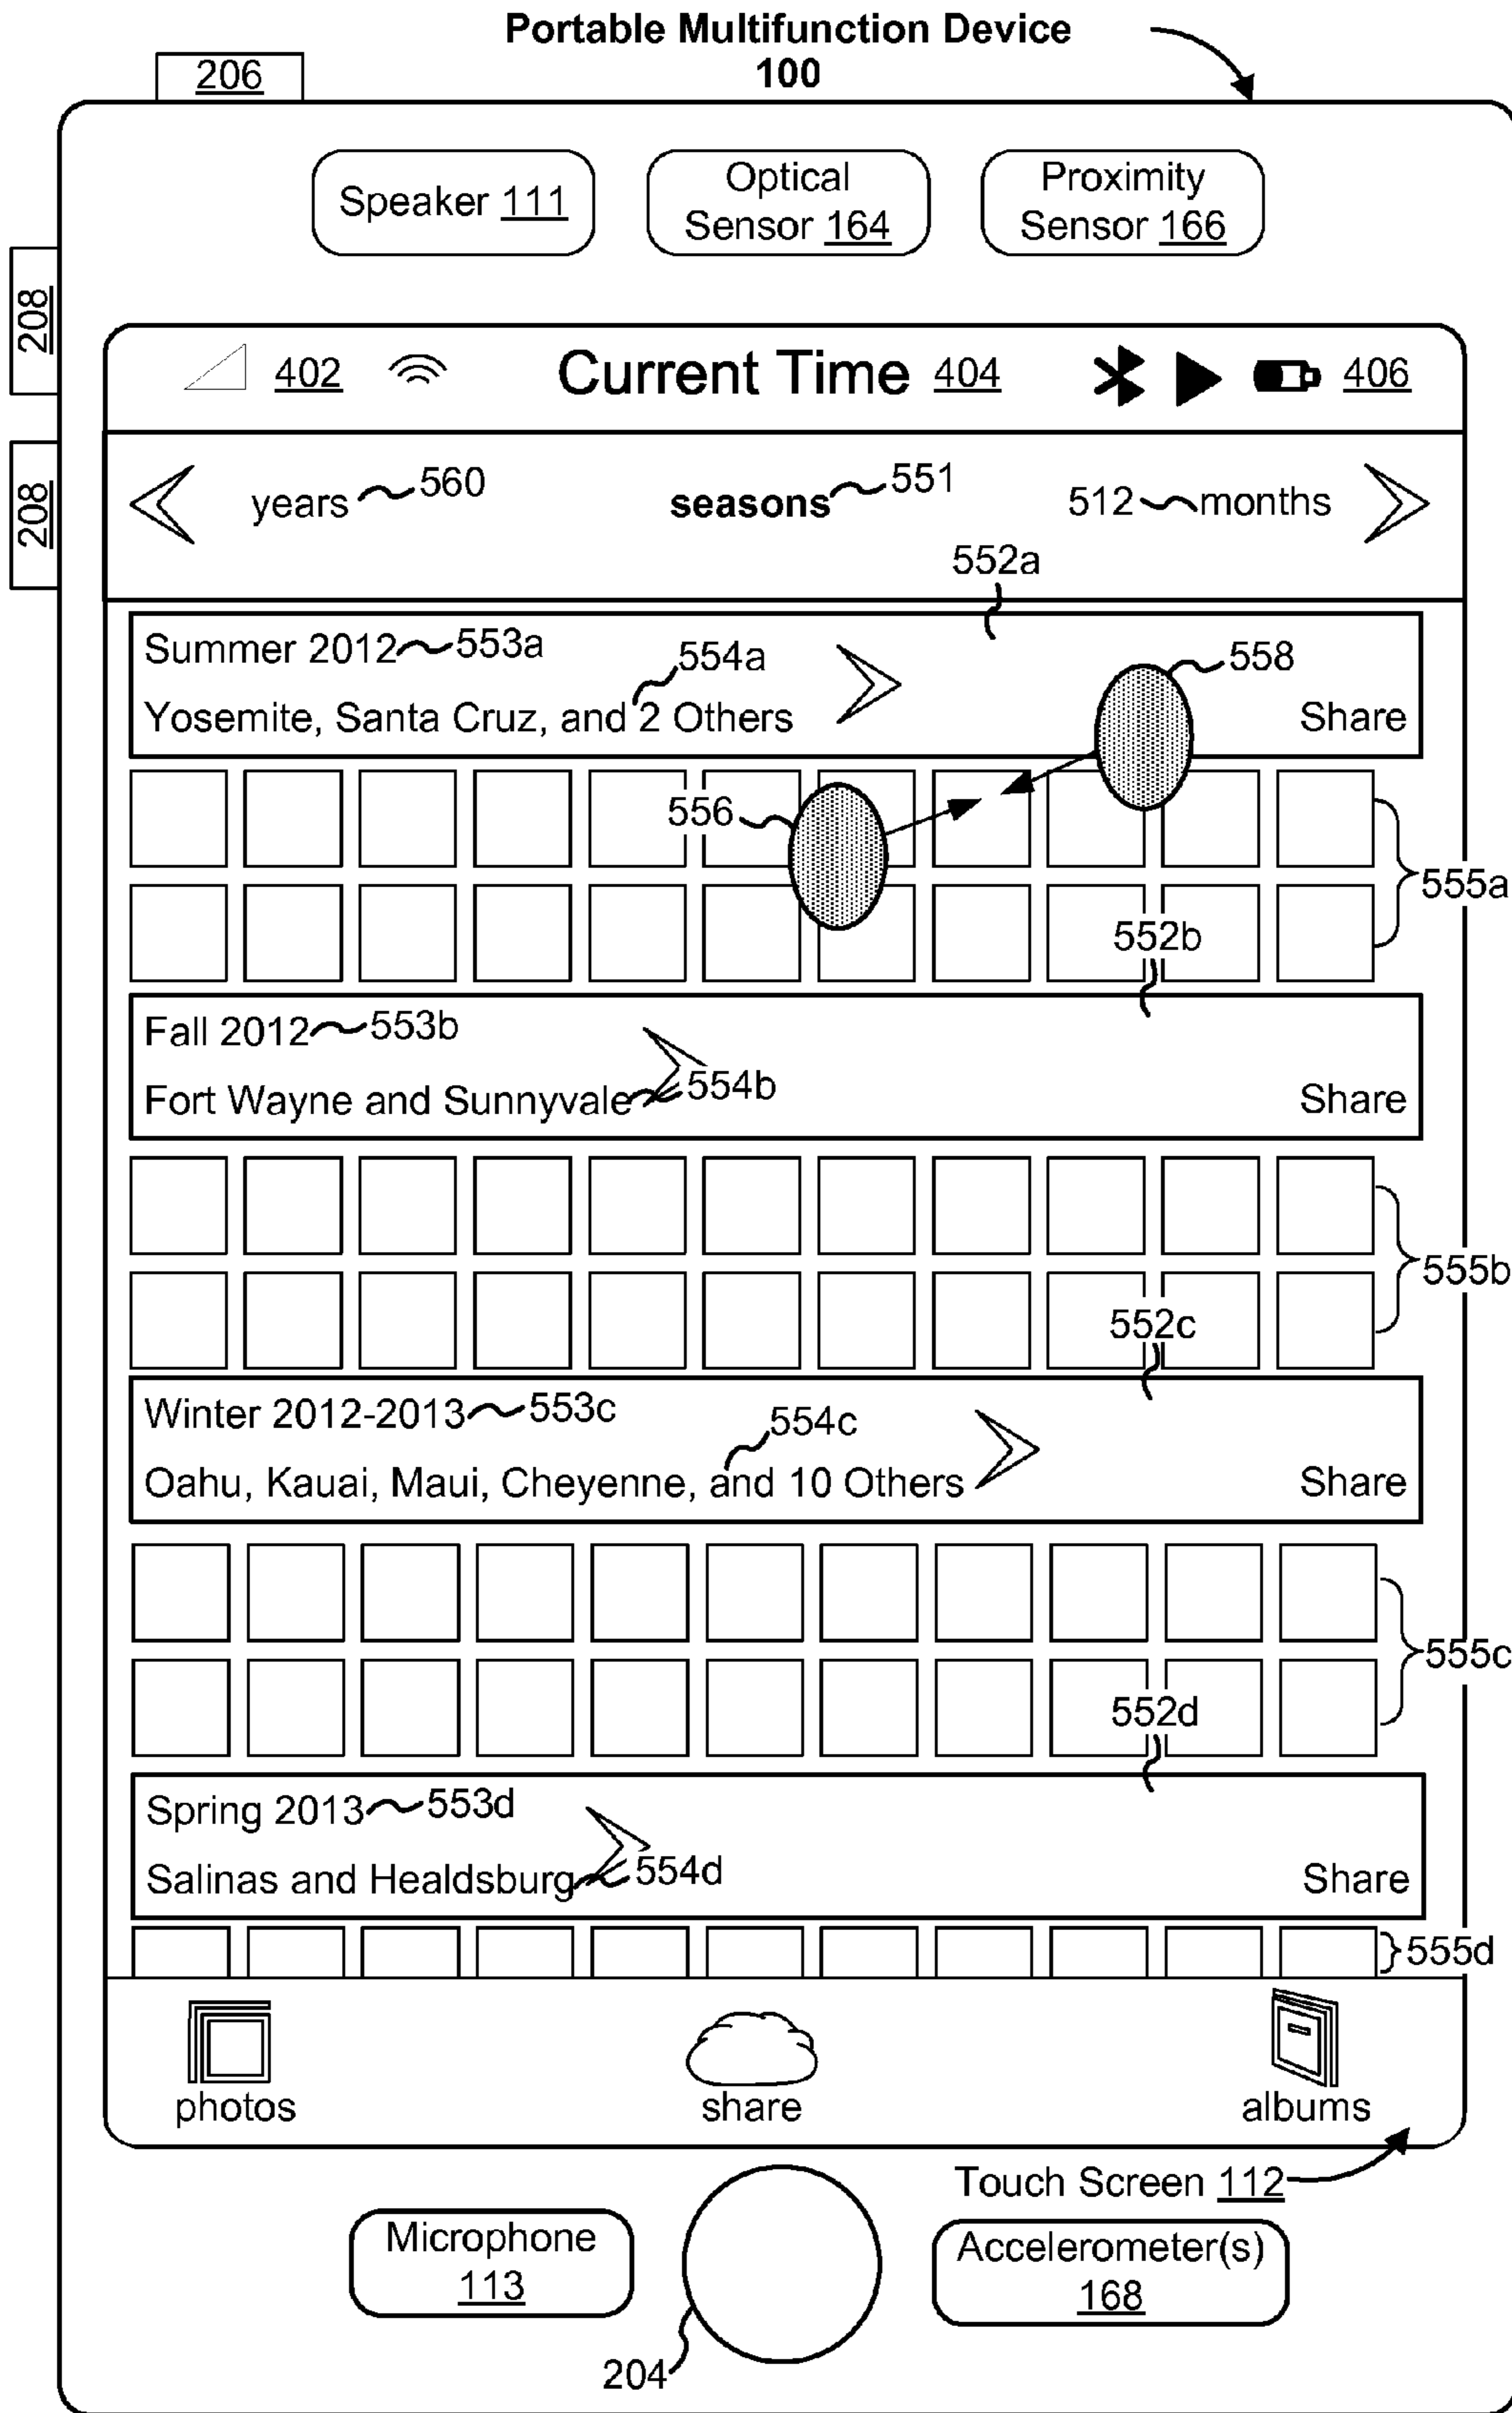 Portable Multifunction Device
100
206
Speaker 111
Optical
Sensor 164
Proximity
Sensor 166
208
208
402 Current Time 404 406
years 560 seasons 551 512 months
552a
Summer 2012 553a 554a 558
Yosemite, Santa Cruz, and 2 Others Share
556
555a
552b
Fall 2012 553b
Fort Wayne and Sunnyvale 554b Share
555b
552c
Winter 2012-2013 553c 554c
Oahu, Kauai, Maui, Cheyenne, and 10 Others Share
555c
552d
Spring 2013 553d
Salinas and Healdsburg 554d Share
555d
photos share albums
Touch Screen 112
Microphone
113
Accelerometer(s)
168
204